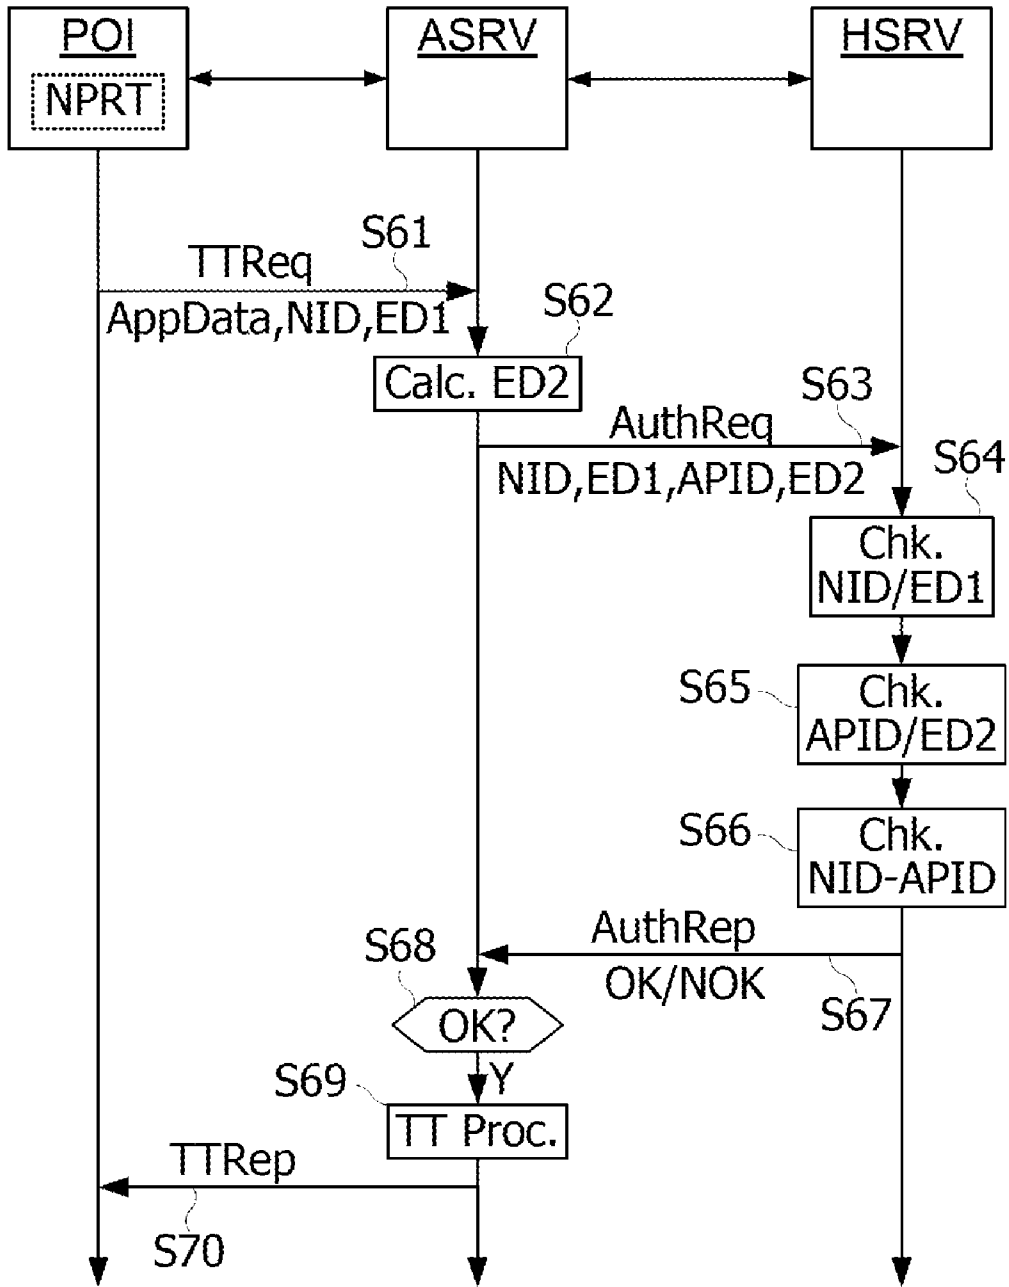 POI
ASRV
HSRV
NPRT
S61
TTReq
AppData,NID,ED1
S62
Calc. ED2
S63
AuthReq
NID,ED1,APID,ED2
S64
Chk.
NID/ED1
S65
Chk.
APID/ED2
S66
Chk.
NID-APID
AuthRep
OK/NOK
S67
S68
OK?
Y
S69
TT Proc.
TTRep
S70